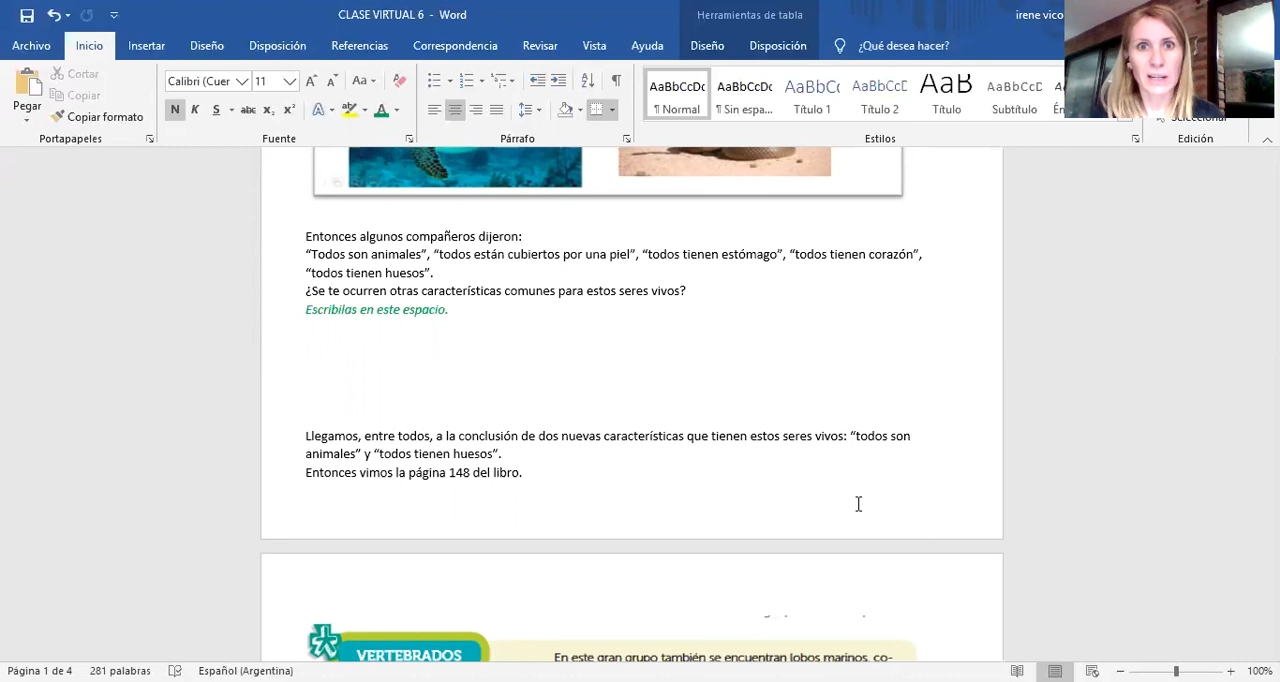 CLASE VIRTUAL 6 - Word
Herramientas de tabla
irene vico
Archivo Inicio Insertar Diseño Disposición Referencias Correspondencia Revisar Vista Ayuda Diseño Disposición ¿Qué desea hacer?
Pegar
Cortar
Copiar
Copiar formato
Portapapeles
Calibri (Cuer 11
Aa
N K S abc x₂ x²
A A
Fuente
Párrafo
AaBbCcDc AaBbCcDc AaBbCc AaBbCcD AaB AaBbCcD
¶ Normal ¶ Sin espa... Título 1 Título 2 Título Subtítulo
Estilos
Seleccionar
Edición
Entonces algunos compañeros dijeron:
“Todos son animales”, “todos están cubiertos por una piel”, “todos tienen estómago”, “todos tienen corazón”,
“todos tienen huesos”.
¿Se te ocurren otras características comunes para estos seres vivos?
Escribilas en este espacio.
Llegamos, entre todos, a la conclusión de dos nuevas características que tienen estos seres vivos: “todos son
animales” y “todos tienen huesos”.
Entonces vimos la página 148 del libro.
VERTEBRADOS
En este gran grupo también se encuentran lobos marinos, co-
Página 1 de 4 281 palabras Español (Argentina) 100%